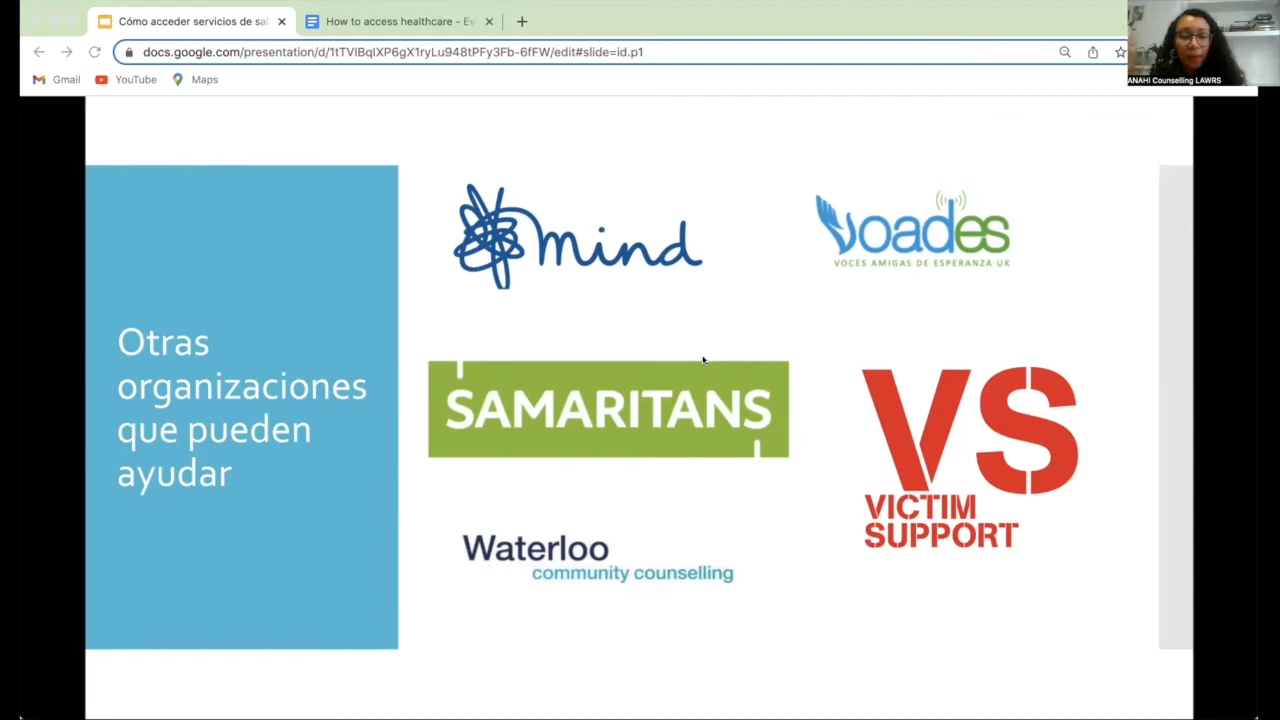 Cómo acceder servicios de sa
How to access healthcare - Ev
docs.google.com/presentation/d/1tTVIBqlXP6gX1ryLu948tPFy3Fb-6fFW/edit#slide=id.p1
Gmail
YouTube
Maps
ANAHI Counselling LAWRS
Otras
organizaciones
que pueden
ayudar
mind
Voades
VOCES AMIGAS DE ESPERANZA UK
SAMARITANS
VS
VICTIM
SUPPORT
Waterloo
community counselling